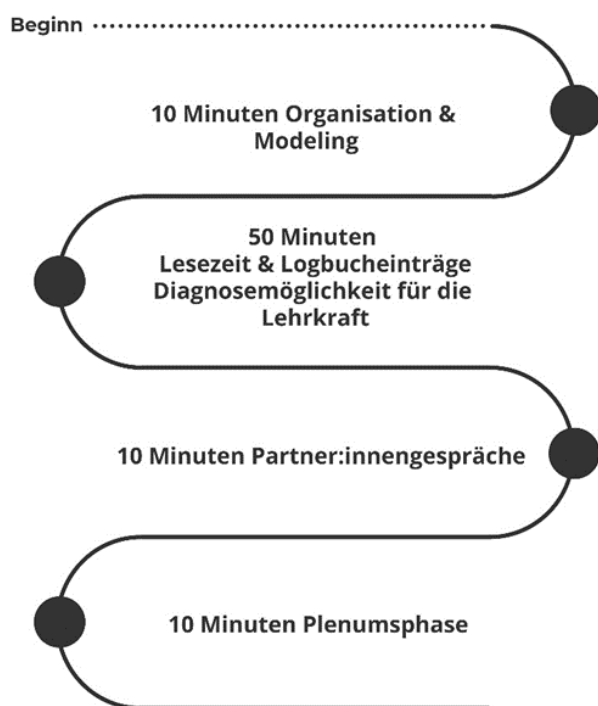 Beginn
10 Minuten Organisation &
Modeling
50 Minuten
Lesezeit & Logbucheinträge
Diagnosemöglichkeit für die
Lehrkraft
10 Minuten Partner:innengespräche
10 Minuten Plenumsphase